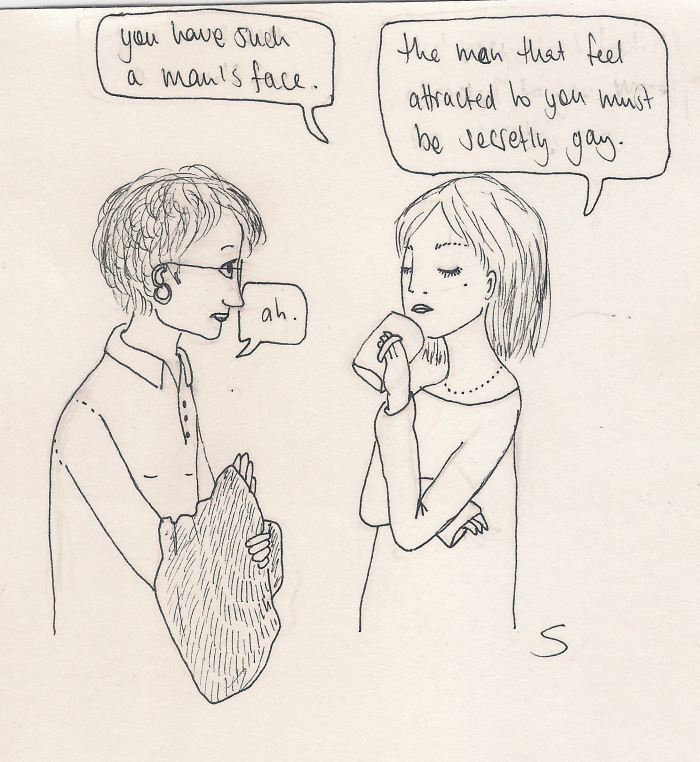 you have such
a man's face.
the man that feel
attracted to you must
be secretly gay.
ah.
S